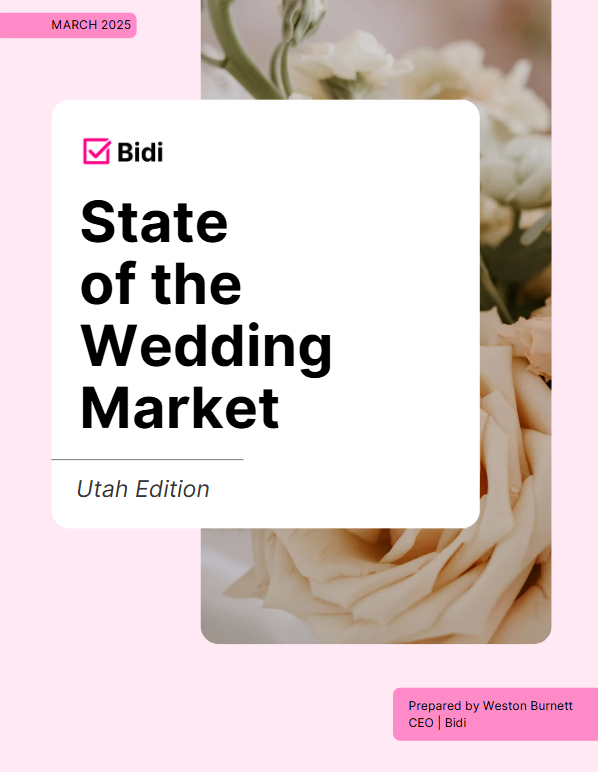 MARCH 2025
Bidi
State
of the
Wedding
Market
Utah Edition
Prepared by Weston Burnett
CEO | Bidi